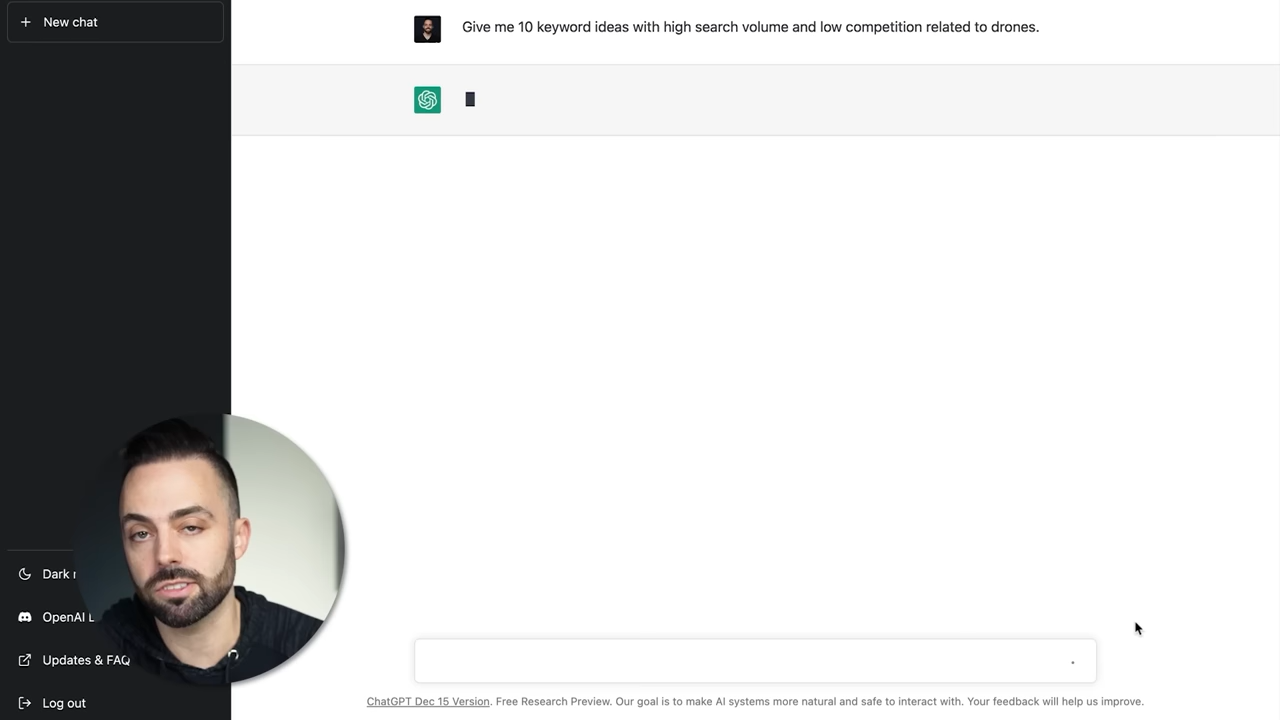 New chat
Give me 10 keyword ideas with high search volume and low competition related to drones.
Dark
OpenAI
Updates & FAQ
Log out
ChatGPT Dec 15 Version. Free Research Preview. Our goal is to make AI systems more natural and safe to interact with. Your feedback will help us improve.